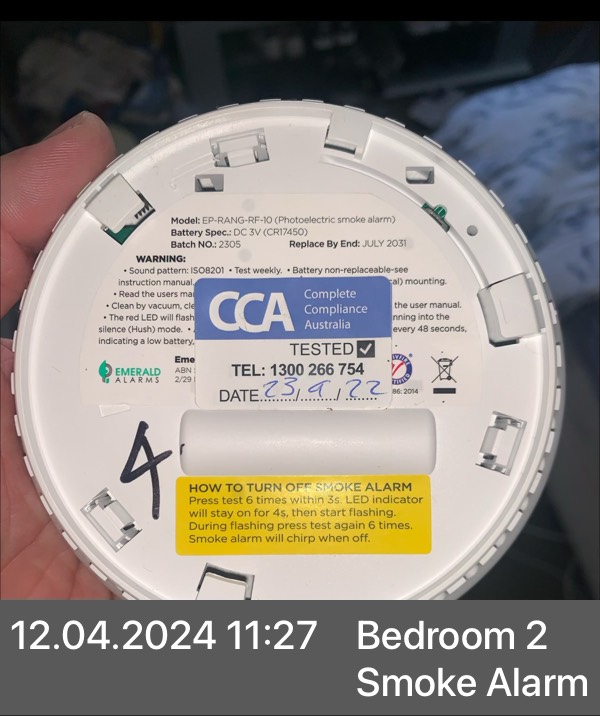 Model: EP-RANG-RF-10 (Photoelectric smoke alarm)
Battery Spec.: DC 3V (CR17450)
Batch NO.: 2305 Replace By End: JULY 2031
WARNING:
• Sound pattern: ISO8201 • Test weekly. • Battery non-replaceable-see
instruction manual. cal) mounting.
• Read the users
• Clean by vacuum, the user manual.
• The red LED will flash nning into the
silence (Hush) mode. • every 48 seconds,
indicating a low battery,
CCA Complete
Compliance
Australia
TESTED
TEL: 1300 266 754
DATE 23/9/22
EMERALD
ALARMS
Eme
ABN
2/29
86: 2014
4
HOW TO TURN OFF SMOKE ALARM
Press test 6 times within 3s. LED indicator
will stay on for 4s, then start flashing.
During flashing press test again 6 times.
Smoke alarm will chirp when off.
12.04.2024 11:27 Bedroom 2
Smoke Alarm